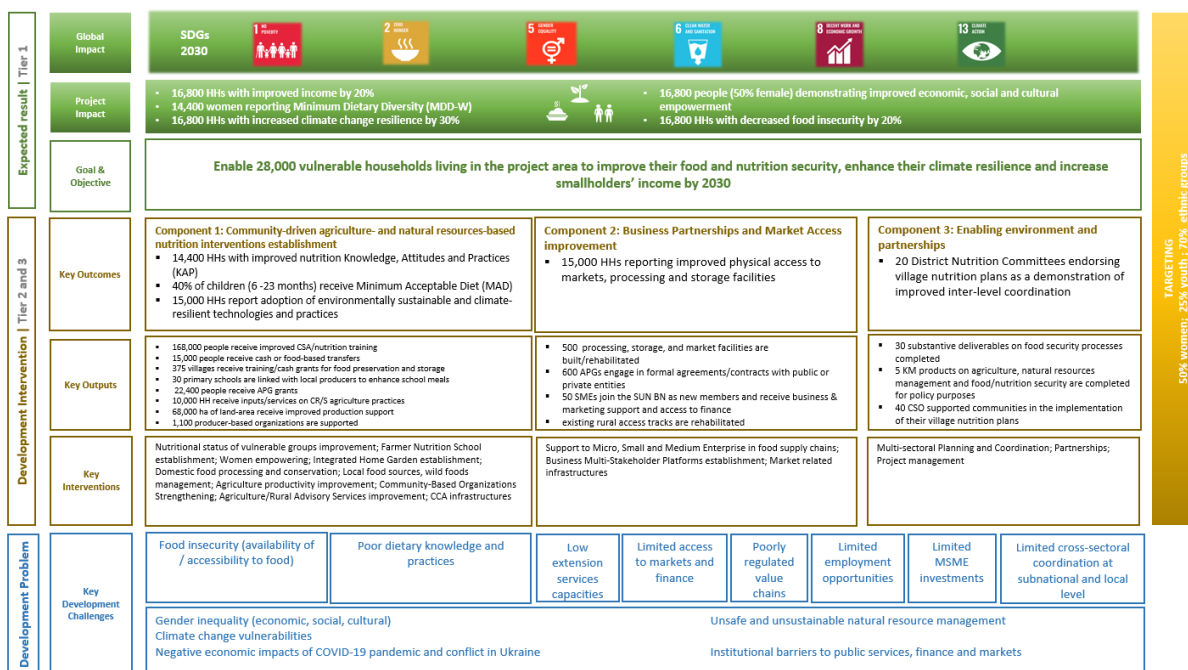 Expected result | Tier 1
Global
Impact
SDGs
2030
1 NO POVERTY
2 ZERO HUNGER
5 GENDER EQUALITY
6 CLEAN WATER AND SANITATION
8 DECENT WORK AND ECONOMIC GROWTH
13 CLIMATE ACTION
Project
Impact
• 16,800 HHs with improved income by 20%
• 14,400 women reporting Minimum Dietary Diversity (MDD-W)
• 16,800 HHs with increased climate change resilience by 30%
• 16,800 people (50% female) demonstrating improved economic, social and cultural
empowerment
• 16,800 HHs with decreased food insecurity by 20%
Goal &
Objective
Enable 28,000 vulnerable households living in the project area to improve their food and nutrition security, enhance their climate resilience and increase
smallholders’ income by 2030
Development Intervention | Tier 2 and 3
Key Outcomes
Component 1: Community-driven agriculture- and natural resources-based
nutrition interventions establishment
▪ 14,400 HHs with improved nutrition Knowledge, Attitudes and Practices
(KAP)
▪ 40% of children (6 -23 months) receive Minimum Acceptable Diet (MAD)
▪ 15,000 HHs report adoption of environmentally sustainable and climate-
resilient technologies and practices
Component 2: Business Partnerships and Market Access
improvement
▪ 15,000 HHs reporting improved physical access to
markets, processing and storage facilities
Component 3: Enabling environment and
partnerships
▪ 20 District Nutrition Committees endorsing
village nutrition plans as a demonstration of
improved inter-level coordination
Key Outputs
▪ 168,000 people receive improved CSA/nutrition training
▪ 15,000 people receive cash or food-based transfers
▪ 375 villages receive training/cash grants for food preservation and storage
▪ 30 primary schools are linked with local producers to enhance school meals
▪ 22,400 people receive APG grants
▪ 10,000 HH receive inputs/services on CR/S agriculture practices
▪ 68,000 ha of land-area receive improved production support
▪ 1,100 producer-based organizations are supported
▪ 500 processing, storage, and market facilities are
built/rehabilitated
▪ 600 APGs engage in formal agreements/contracts with public or
private entities
▪ 50 SMEs join the SUN BN as new members and receive business &
marketing support and access to finance
▪ existing rural access tracks are rehabilitated
▪ 30 substantive deliverables on food security processes
completed
▪ 5 KM products on agriculture, natural resources
management and food/nutrition security are completed
for policy purposes
▪ 40 CSO supported communities in the implementation
of their village nutrition plans
Key
Interventions
Nutritional status of vulnerable groups improvement; Farmer Nutrition School
establishment; Women empowering; Integrated Home Garden establishment;
Domestic food processing and conservation; Local food sources, wild foods
management; Agriculture productivity improvement; Community-Based Organizations
Strengthening; Agriculture/Rural Advisory Services improvement; CCA infrastructures
Support to Micro, Small and Medium Enterprise in food supply chains;
Business Multi-Stakeholder Platforms establishment; Market related
infrastructures
Multi-sectoral Planning and Coordination; Partnerships;
Project management
Development Problem
Key
Development
Challenges
Food insecurity (availability of
/ accessibility to food)
Poor dietary knowledge and
practices
Low
extension
services
capacities
Limited access
to markets and
finance
Poorly
regulated
value
chains
Limited
employment
opportunities
Limited
MSME
investments
Limited cross-sectoral
coordination at
subnational and local
level
Gender inequality (economic, social, cultural)
Climate change vulnerabilities
Negative economic impacts of COVID-19 pandemic and conflict in Ukraine
Unsafe and unsustainable natural resource management
Institutional barriers to public services, finance and markets
TARGETING
50% women; 25% youth ; 70% ethnic groups